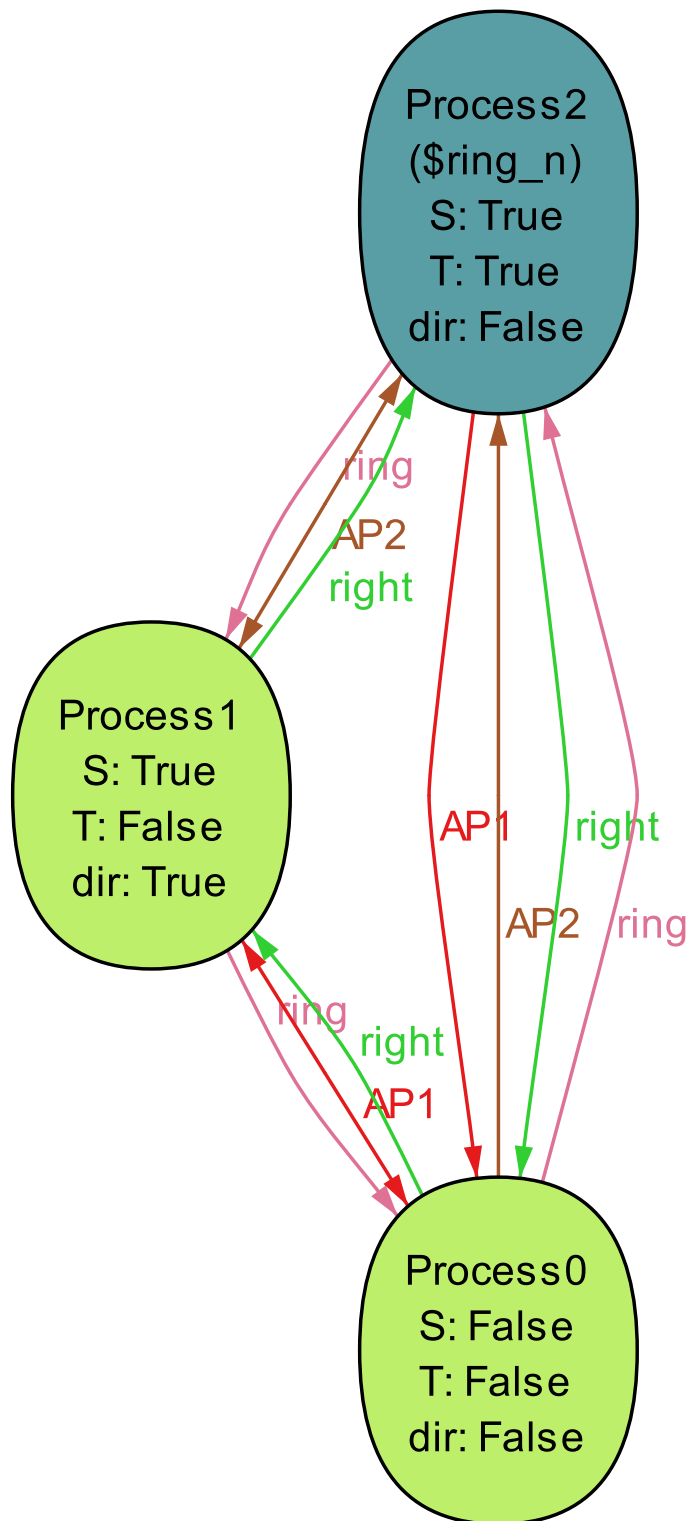 Process2
($ring_n)
S: True
T: True
dir: False
ring
AP2
right
Process1
S: True
T: False
dir: True
AP1
right
AP2
ring
ring
right
AP1
Process0
S: False
T: False
dir: False